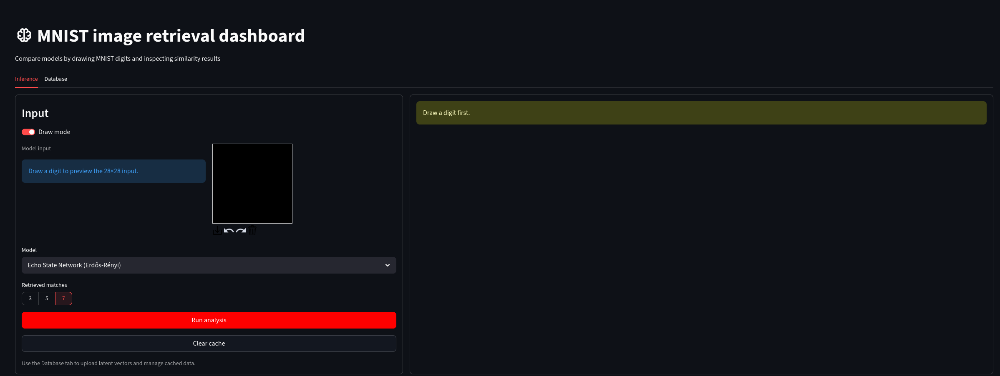 MNIST image retrieval dashboard
Compare models by drawing MNIST digits and inspecting similarity results
Inference Database
Input
Draw mode
Model input
Draw a digit to preview the 28×28 input.
Model
Echo State Network (Erdős-Rényi)
Retrieved matches
3 5 7
Run analysis
Clear cache
Use the Database tab to upload latent vectors and manage cached data.
Draw a digit first.